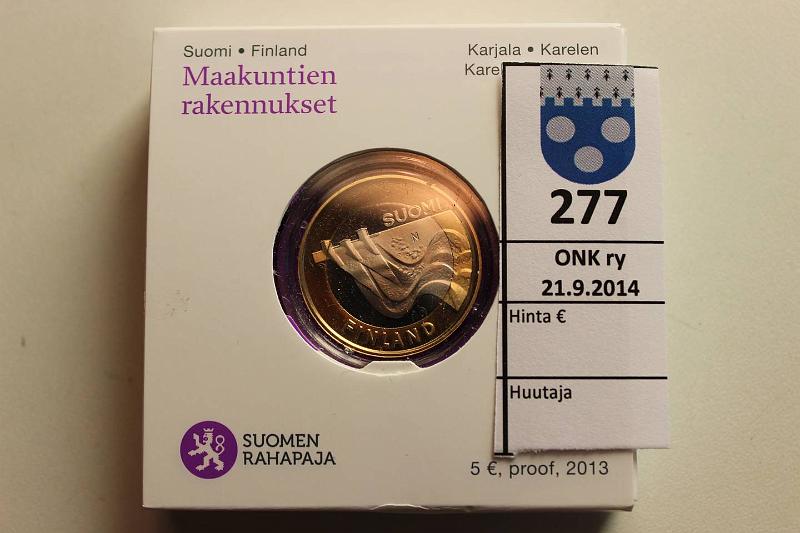 Suomi • Finland
Maakuntien
rakennukset
Karjala • Karelen
SUOMI
N
FINLAND
SUOMEN
RAHAPAJA
5 €, proof, 2013
277
ONK ry
21.9.2014
Hinta €
Huutaja